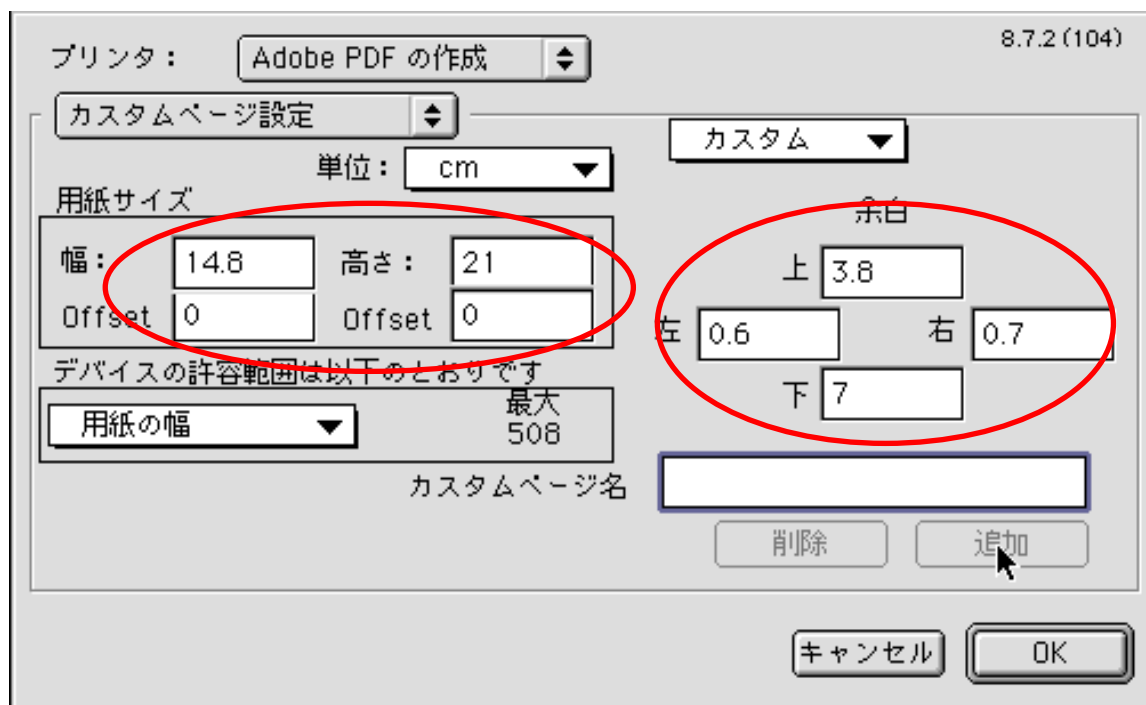 8.7.2 (104)
プリンタ： Adobe PDF の作成
カスタムページ設定
カスタム
単位： cm
用紙サイズ
余白
幅： 14.8 高さ： 21
上 3.8
Offset 0 Offset 0
左 0.6 右 0.7
デバイスの許容範囲は以下のとおりです
下 7
用紙の幅
最大
508
カスタムページ名
削除 追加
キャンセル OK